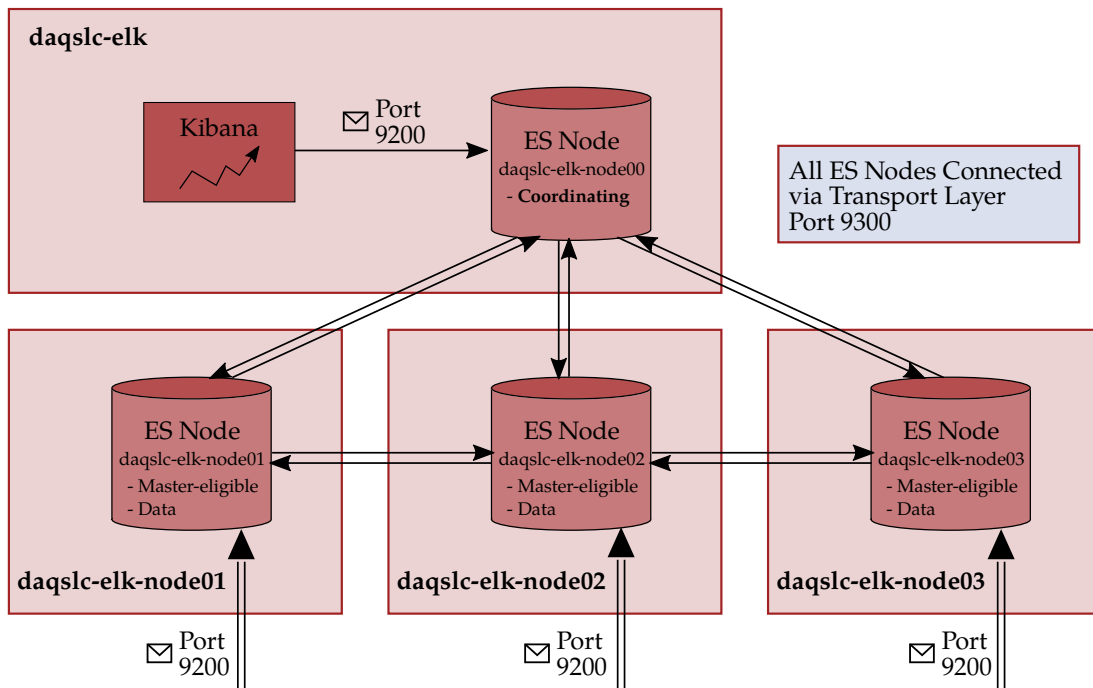 daqslc-elk
Kibana
Port
9200
ES Node
daqslc-elk-node00
- Coordinating
All ES Nodes Connected
via Transport Layer
Port 9300
ES Node
daqslc-elk-node01
- Master-eligible
- Data
daqslc-elk-node01
Port
9200
ES Node
daqslc-elk-node02
- Master-eligible
- Data
daqslc-elk-node02
Port
9200
ES Node
daqslc-elk-node03
- Master-eligible
- Data
daqslc-elk-node03
Port
9200